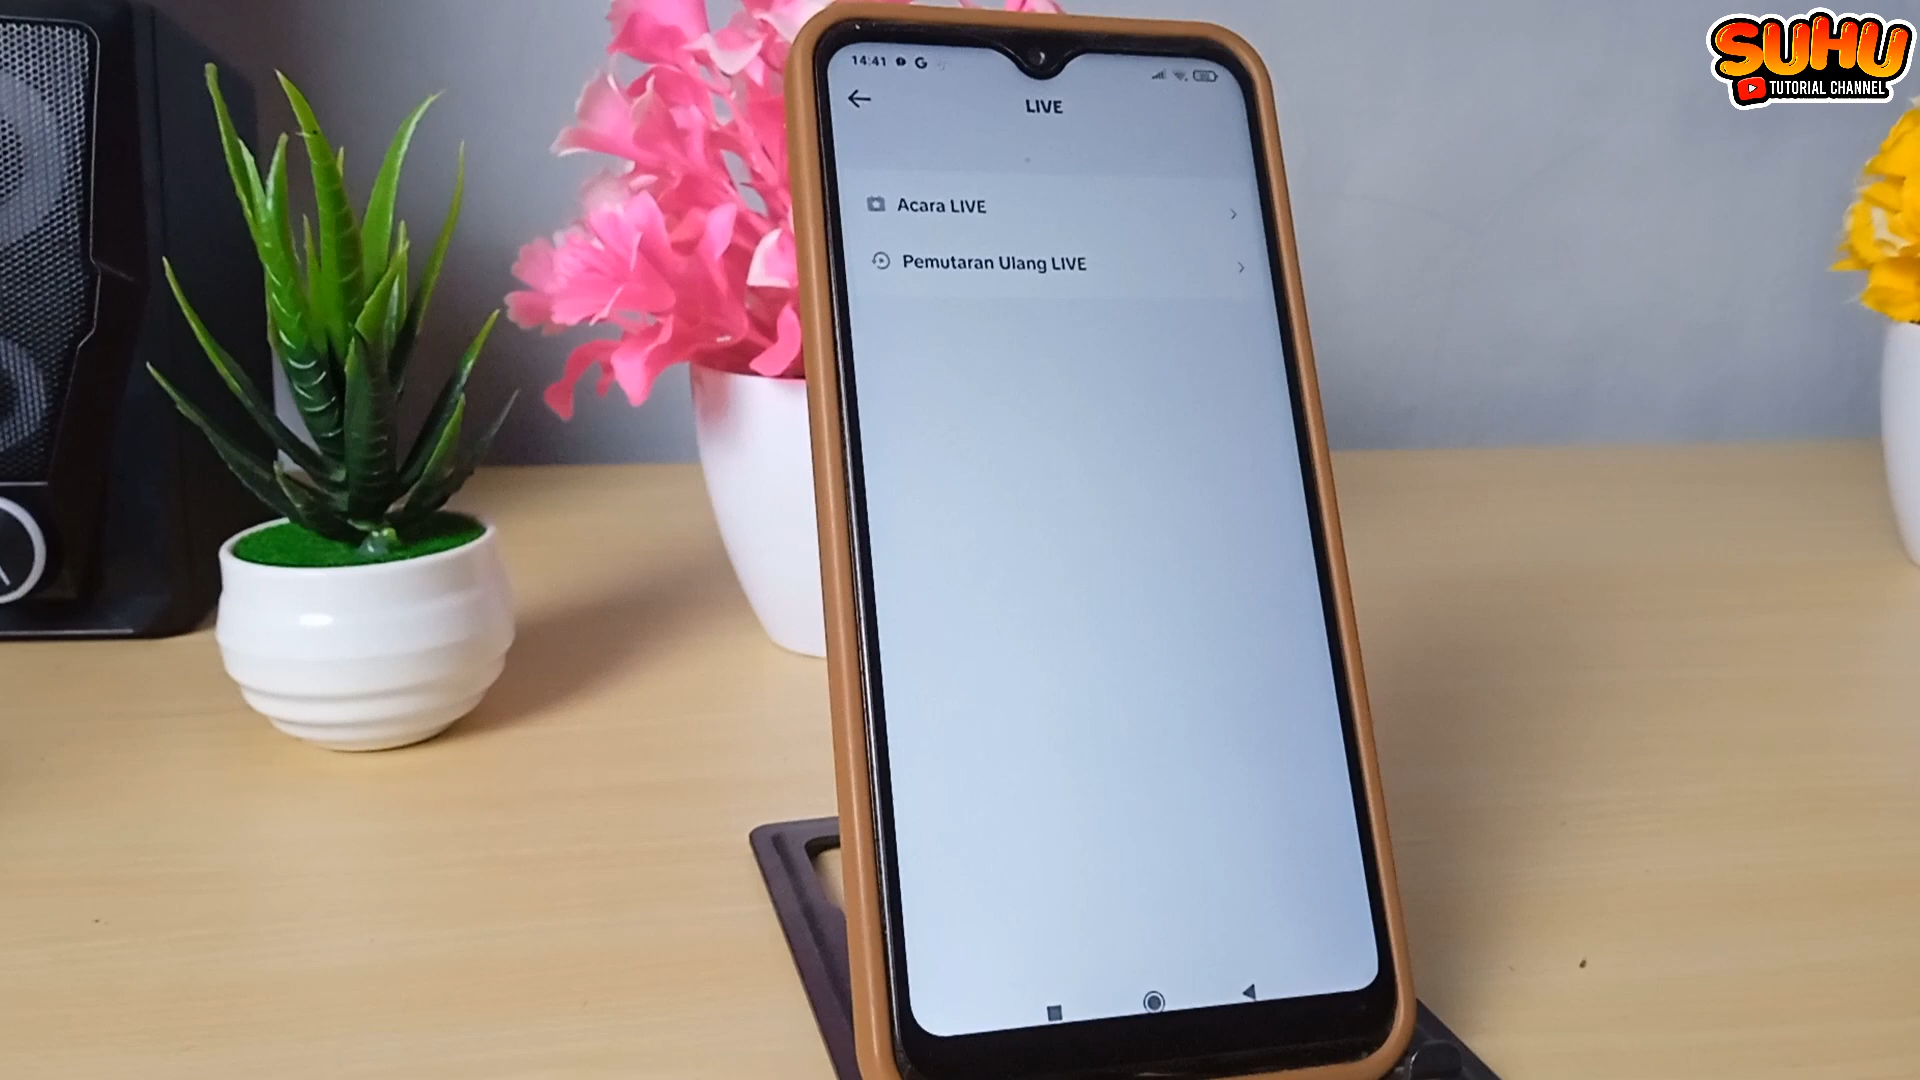 SUHU
TUTORIAL CHANNEL
14:41
LIVE
Acara LIVE
Pemutaran Ulang LIVE